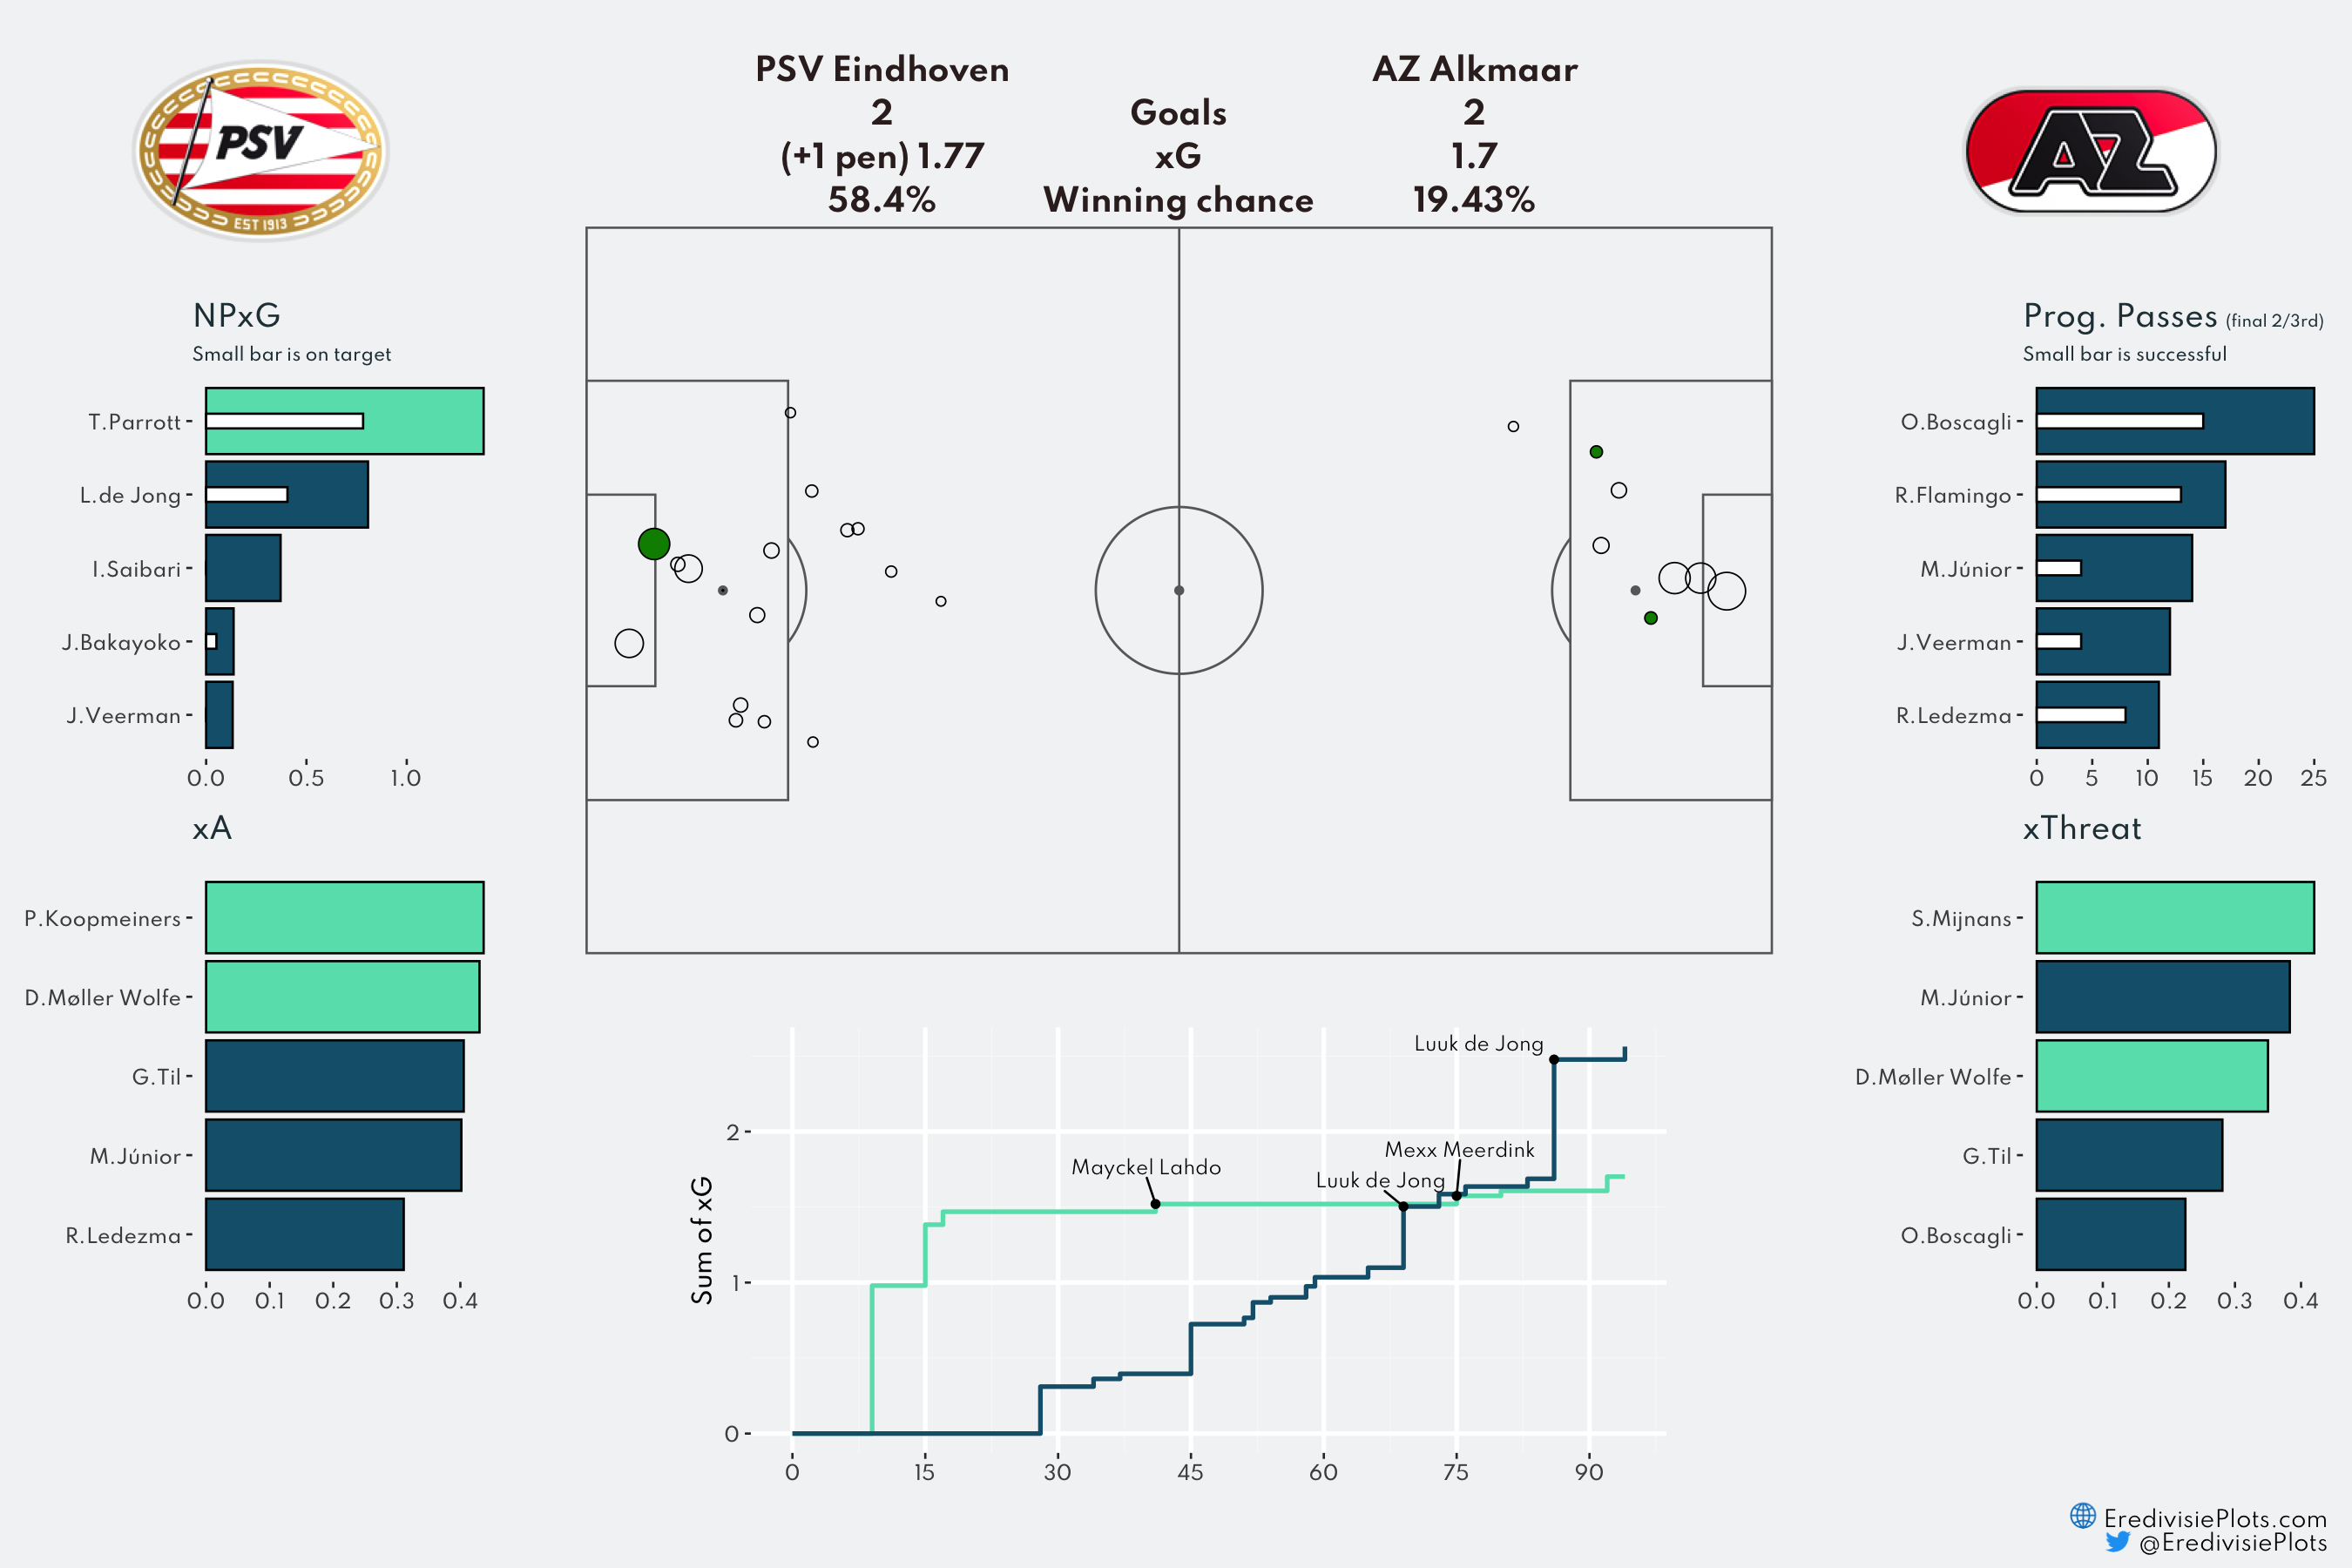 PSV Eindhoven
AZ Alkmaar
2 Goals 2
(+1 pen) 1.77 xG 1.7
58.4% Winning chance 19.43%
PSV
EST 1913
AZ
NPxG
Small bar is on target
T.Parrott
L.de Jong
I.Saibari
J.Bakayoko
J.Veerman
0.0 0.5 1.0
Prog. Passes (final 2/3rd)
Small bar is successful
O.Boscagli
R.Flamingo
M.Júnior
J.Veerman
R.Ledezma
0 5 10 15 20 25
xA
P.Koopmeiners
D.Møller Wolfe
G.Til
M.Júnior
R.Ledezma
0.0 0.1 0.2 0.3 0.4
xThreat
S.Mijnans
M.Júnior
D.Møller Wolfe
G.Til
O.Boscagli
0.0 0.1 0.2 0.3 0.4
Sum of xG
2
1
0
Luuk de Jong
Mexx Meerdink
Mayckel Lahdo
Luuk de Jong
0 15 30 45 60 75 90
EredivisiePlots.com
@EredivisiePlots